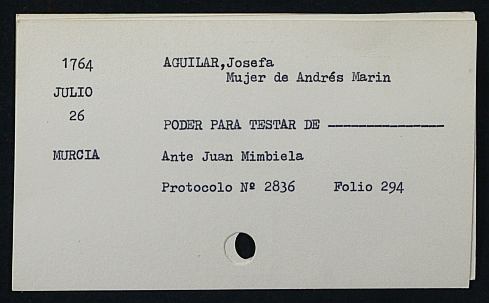 1764 AGUILAR,Josefa
Mujer de Andrés Marin
JULIO
26
PODER PARA TESTAR DE ---------------
MURCIA Ante Juan Mimbiela
Protocolo Nº 2836 Folio 294